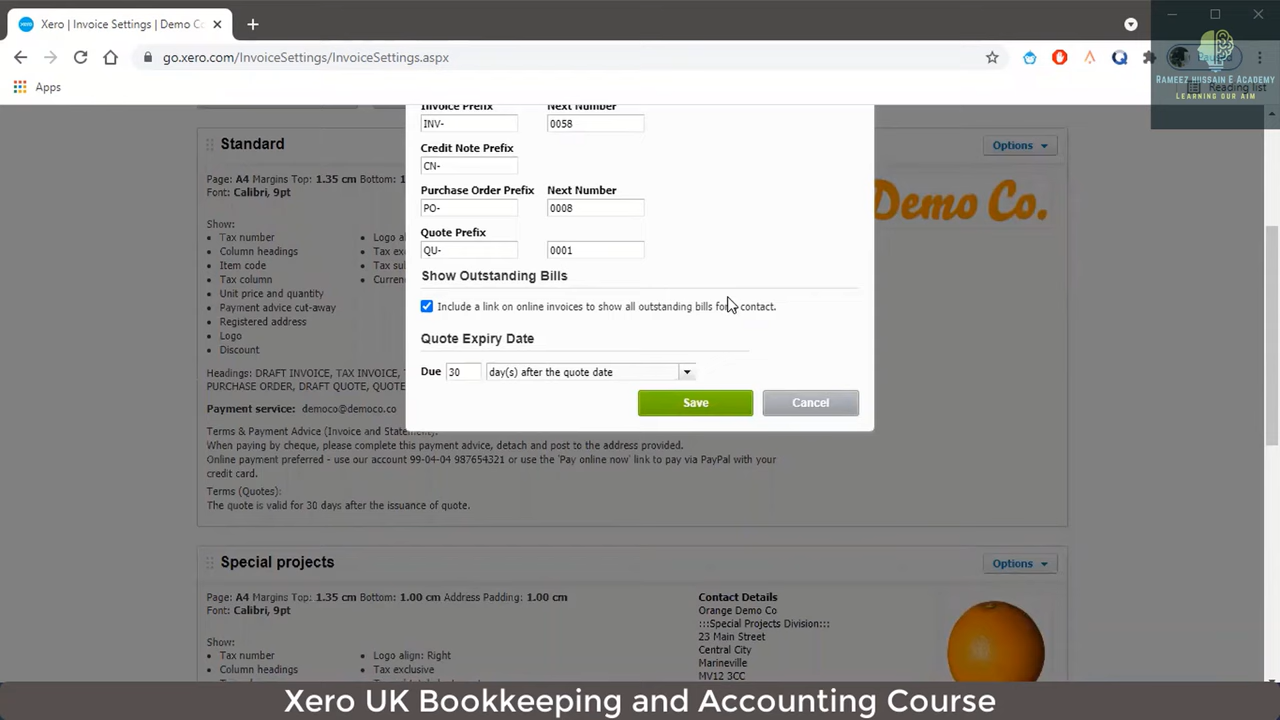 Xero | Invoice Settings | Demo Co
go.xero.com/InvoiceSettings/InvoiceSettings.aspx
Apps
Reading list
RAMEEZ HUSSAIN E ACADEMY
LEARNING OUR AIM
Invoice Prefix Next Number
INV- 0058
Credit Note Prefix
CN-
Purchase Order Prefix Next Number
PO- 0008
Quote Prefix
QU- 0001
Show Outstanding Bills
Include a link on online invoices to show all outstanding bills for contact.
Quote Expiry Date
Due 30 day(s) after the quote date
Save Cancel
Standard
Options
Page: A4 Margins Top: 1.35 cm Bottom: 1
Font: Calibri, 9pt
Show:
• Tax number
• Column headings
• Item code
• Tax column
• Unit price and quantity
• Payment advice cut-away
• Registered address
• Logo
• Discount
• Logo a
• Tax ex
• Tax su
• Curren
Demo Co.
Headings: DRAFT INVOICE, TAX INVOICE,
PURCHASE ORDER, DRAFT QUOTE, QUOTE
Payment service: democo@democo.co
Terms & Payment Advice (Invoice and Statement):
When paying by cheque, please complete this payment advice, detach and post to the address provided.
Online payment preferred - use our account 99-04-04 987654321 or use the 'Pay online now' link to pay via PayPal with your
credit card.
Terms (Quotes):
The quote is valid for 30 days after the issuance of quote.
Special projects
Options
Page: A4 Margins Top: 1.35 cm Bottom: 1.00 cm Address Padding: 1.00 cm
Font: Calibri, 9pt
Show:
• Tax number
• Column headings
• Logo align: Right
• Tax exclusive
Contact Details
Orange Demo Co
:::Special Projects Division:::
23 Main Street
Central City
Marineville
MV12 3CC
Xero UK Bookkeeping and Accounting Course